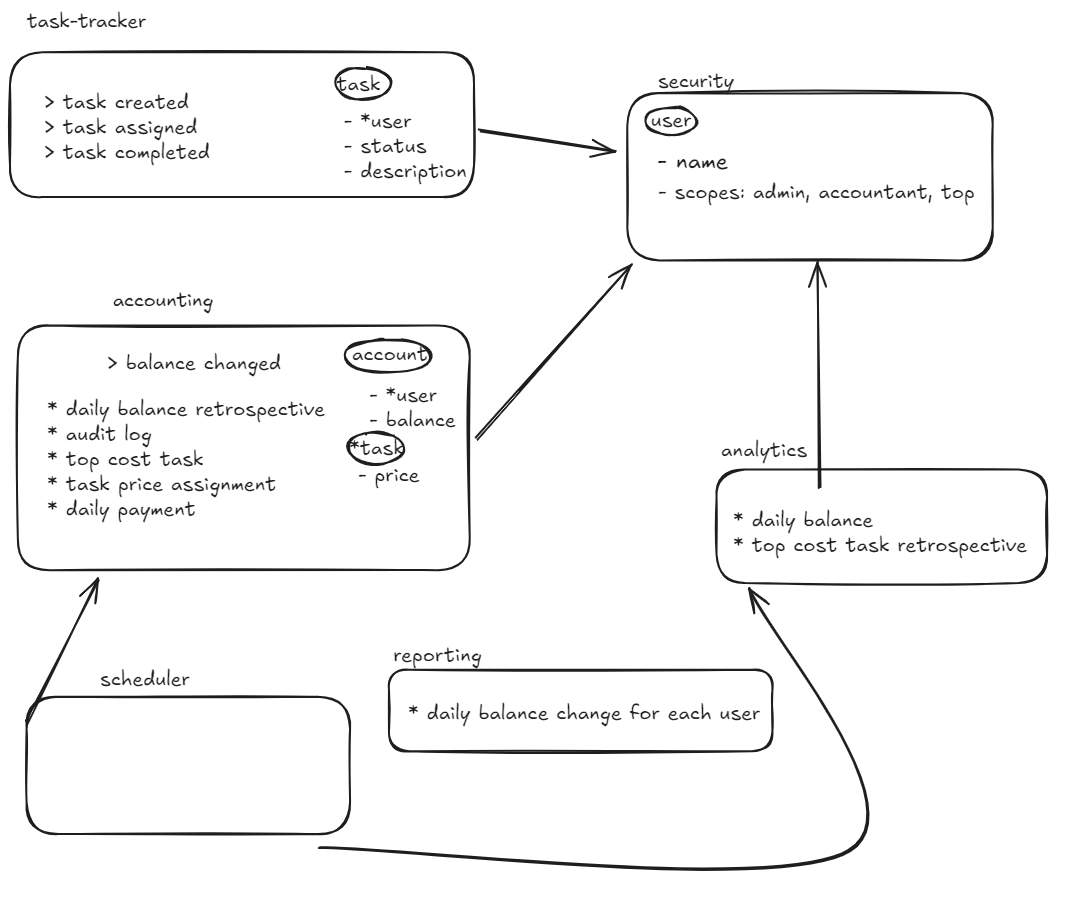 task-tracker
> task created
> task assigned
> task completed
task
- *user
- status
- description
security
user
- name
- scopes: admin, accountant, top
accounting
> balance changed
* daily balance retrospective
* audit log
* top cost task
* task price assignment
* daily payment
account
- *user
- balance
*task
- price
analytics
* daily balance
* top cost task retrospective
scheduler
reporting
* daily balance change for each user